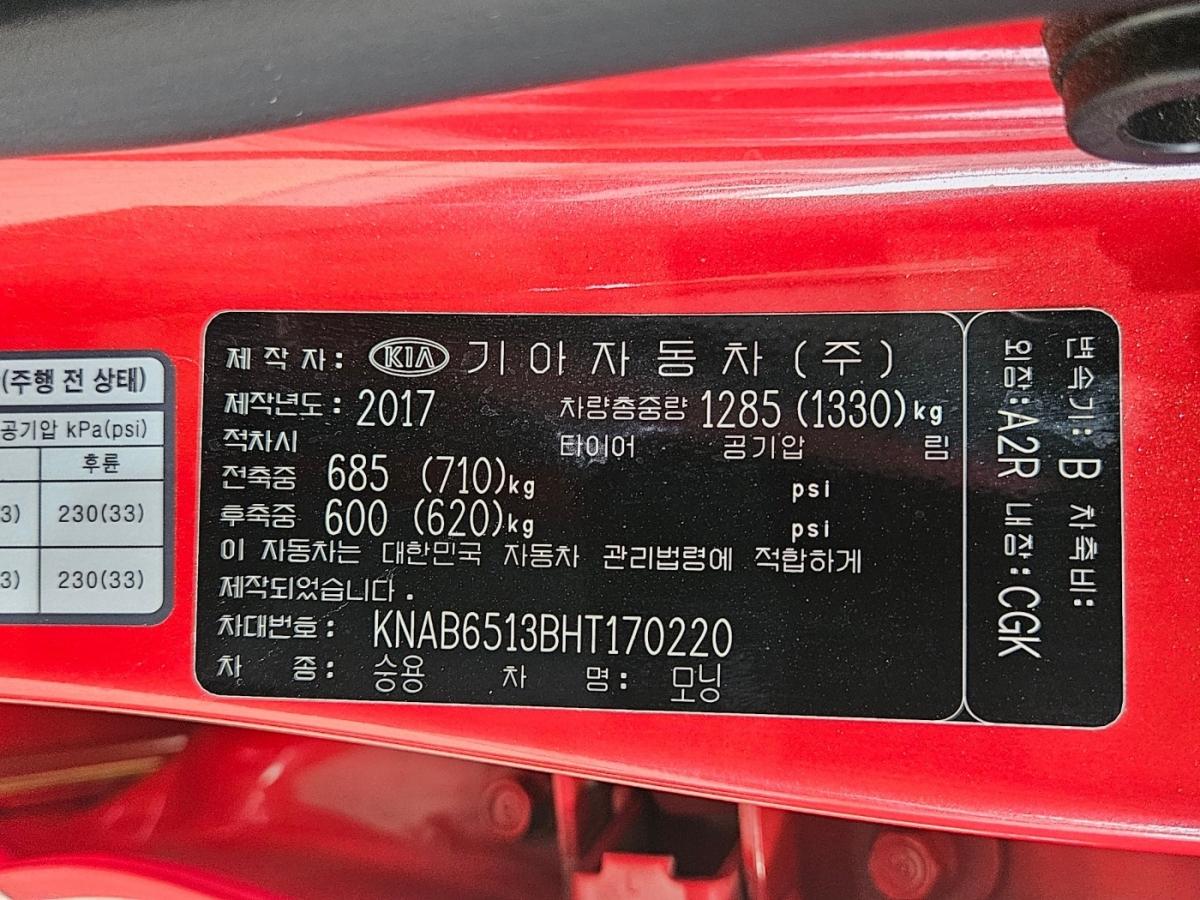 (주행 전 상태)
공기압 kPa(psi)
후륜
3) 230(33)
3) 230(33)
제 작 자 : KIA 기 아 자 동 차 ( 주 )
제작년도 : 2017 차량총중량 1285 (1330)kg
적차시 타이어 공기압 림
전축중 685 (710)kg psi
후축중 600 (620)kg psi
이 자동차는 대한민국 자동차 관리법령에 적합하게
제작되었습니다 .
차대번호 : KNAB6513BHT170220
차 종 : 승용 차 명 : 모닝
변속기 : B 차축비 :
외장 : A2R 내장 : CGK